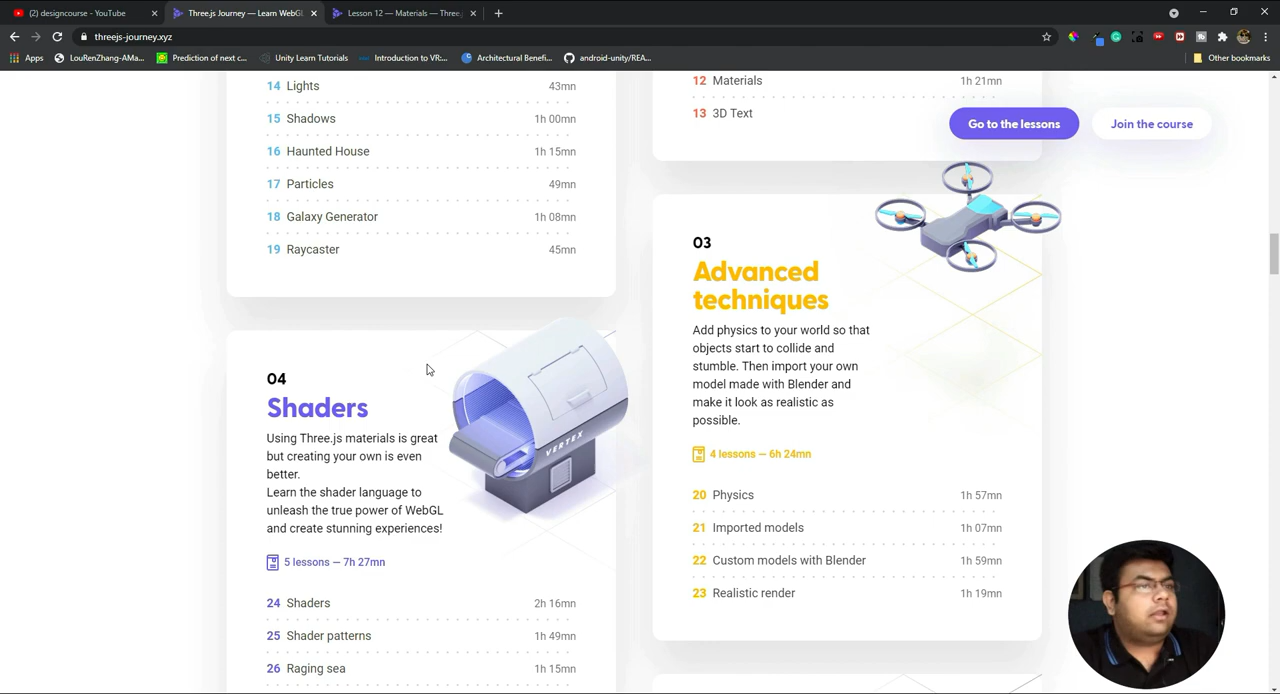 (2) designcourse - YouTube
Three.js Journey — Learn WebGL
Lesson 12 — Materials — Three.
threejs-journey.xyz
Apps
LouRenZhang-AMa...
Prediction of next c...
Unity Learn Tutorials
Introduction to VR:...
Architectural Benefi...
android-unity/REA...
Other bookmarks
14 Lights 43mn
15 Shadows 1h 00mn
16 Haunted House 1h 15mn
17 Particles 49mn
18 Galaxy Generator 1h 08mn
19 Raycaster 45mn
12 Materials 1h 21mn
13 3D Text
Go to the lessons
Join the course
03
Advanced
techniques
Add physics to your world so that
objects start to collide and
stumble. Then import your own
model made with Blender and
make it look as realistic as
possible.
4 lessons — 6h 24mn
20 Physics 1h 57mn
21 Imported models 1h 07mn
22 Custom models with Blender 1h 59mn
23 Realistic render 1h 19mn
04
Shaders
Using Three.js materials is great
but creating your own is even
better.
Learn the shader language to
unleash the true power of WebGL
and create stunning experiences!
5 lessons — 7h 27mn
24 Shaders 2h 16mn
25 Shader patterns 1h 49mn
26 Raging sea 1h 15mn
VERTEX